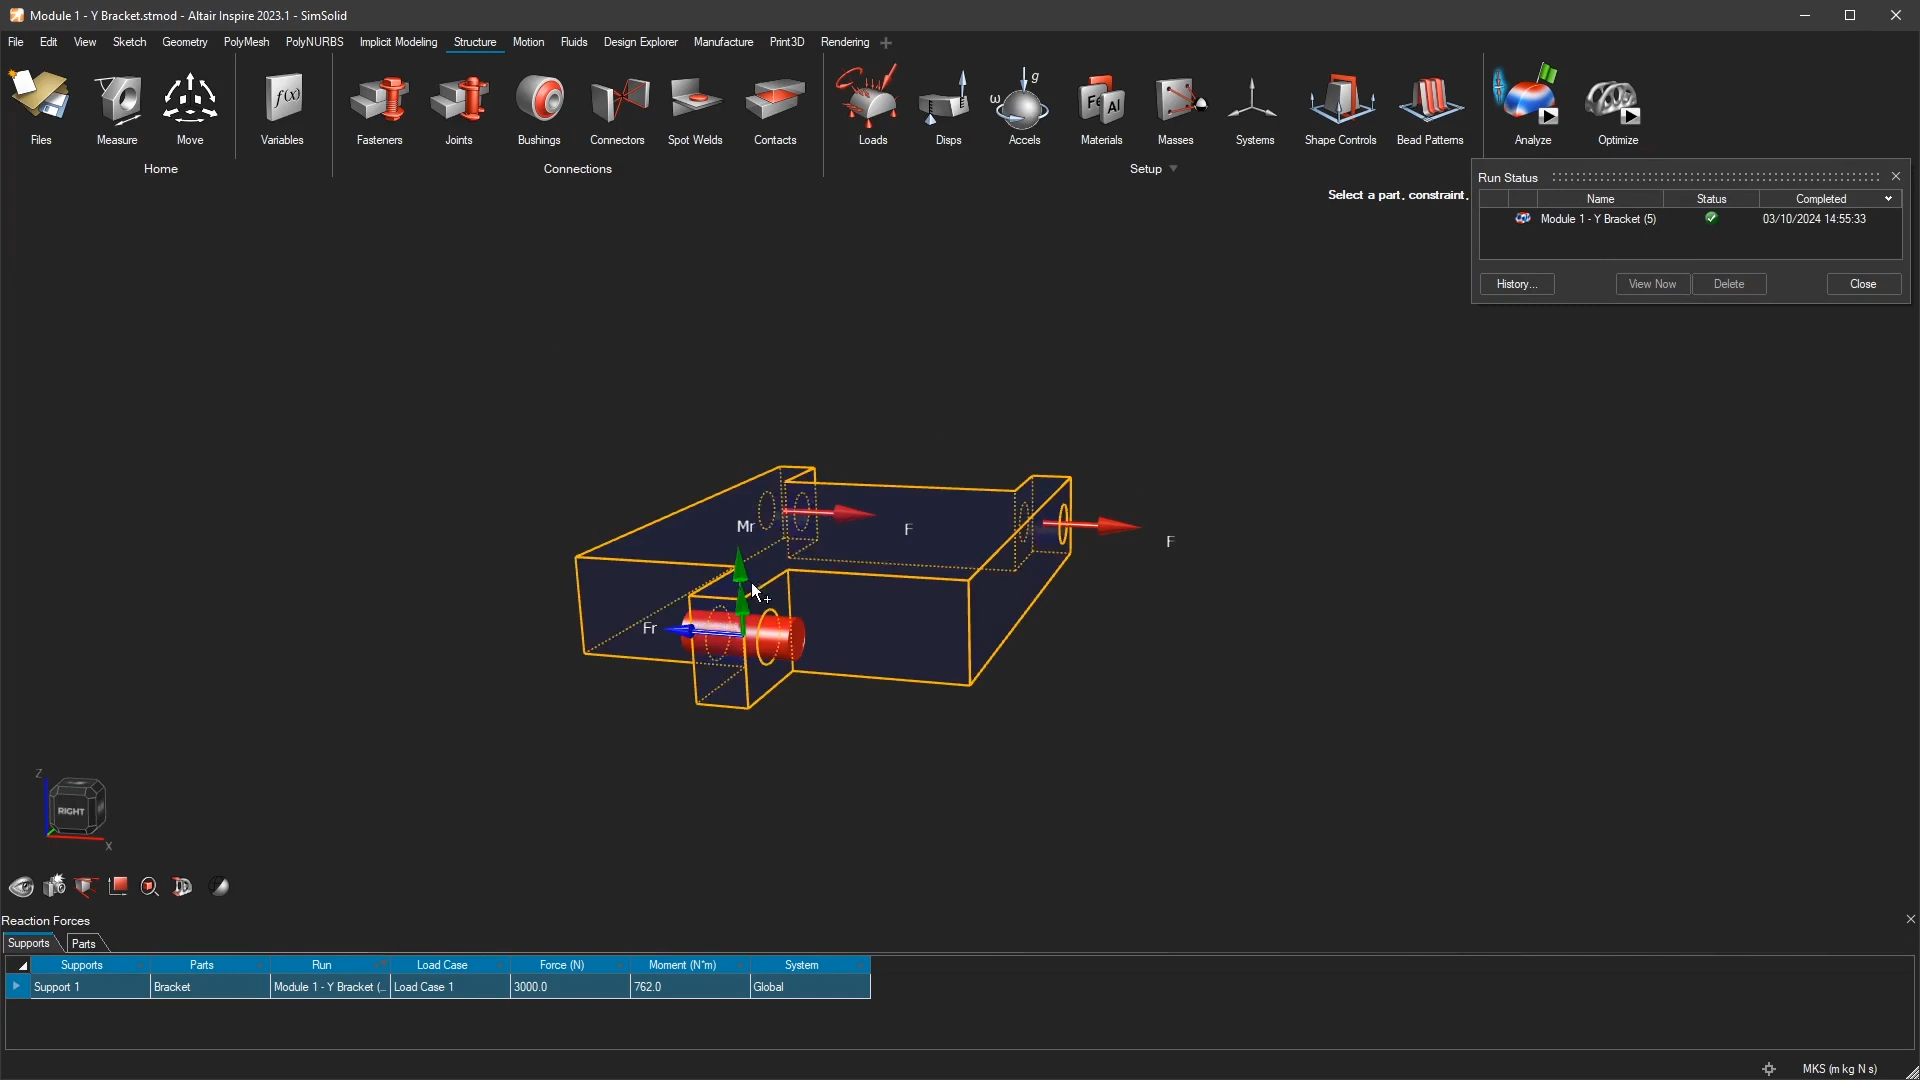 Module 1 - Y Bracket.stmod - Altair Inspire 2023.1 - SimSolid
File Edit View Sketch Geometry PolyMesh PolyNURBS Implicit Modeling Structure Motion Fluids Design Explorer Manufacture Print3D Rendering
f(x) Fe Al ω g
Files Measure Move Variables Fasteners Joints Bushings Connectors Spot Welds Contacts Loads Disps Accels Materials Masses Systems Shape Controls Bead Patterns Analyze Optimize
Home Connections Setup
Select a part, constraint,
Run Status
Name Status Completed
Module 1 - Y Bracket (5) 03/10/2024 14:55:33
History... View Now Delete Close
Mr F
F
Fr
Z
RIGHT
X
Reaction Forces
Supports Parts
Supports Parts Run Load Case Force (N) Moment (N*m) System
Support 1 Bracket Module 1 - Y Bracket (... Load Case 1 3000.0 762.0 Global
MKS (m kg N s)